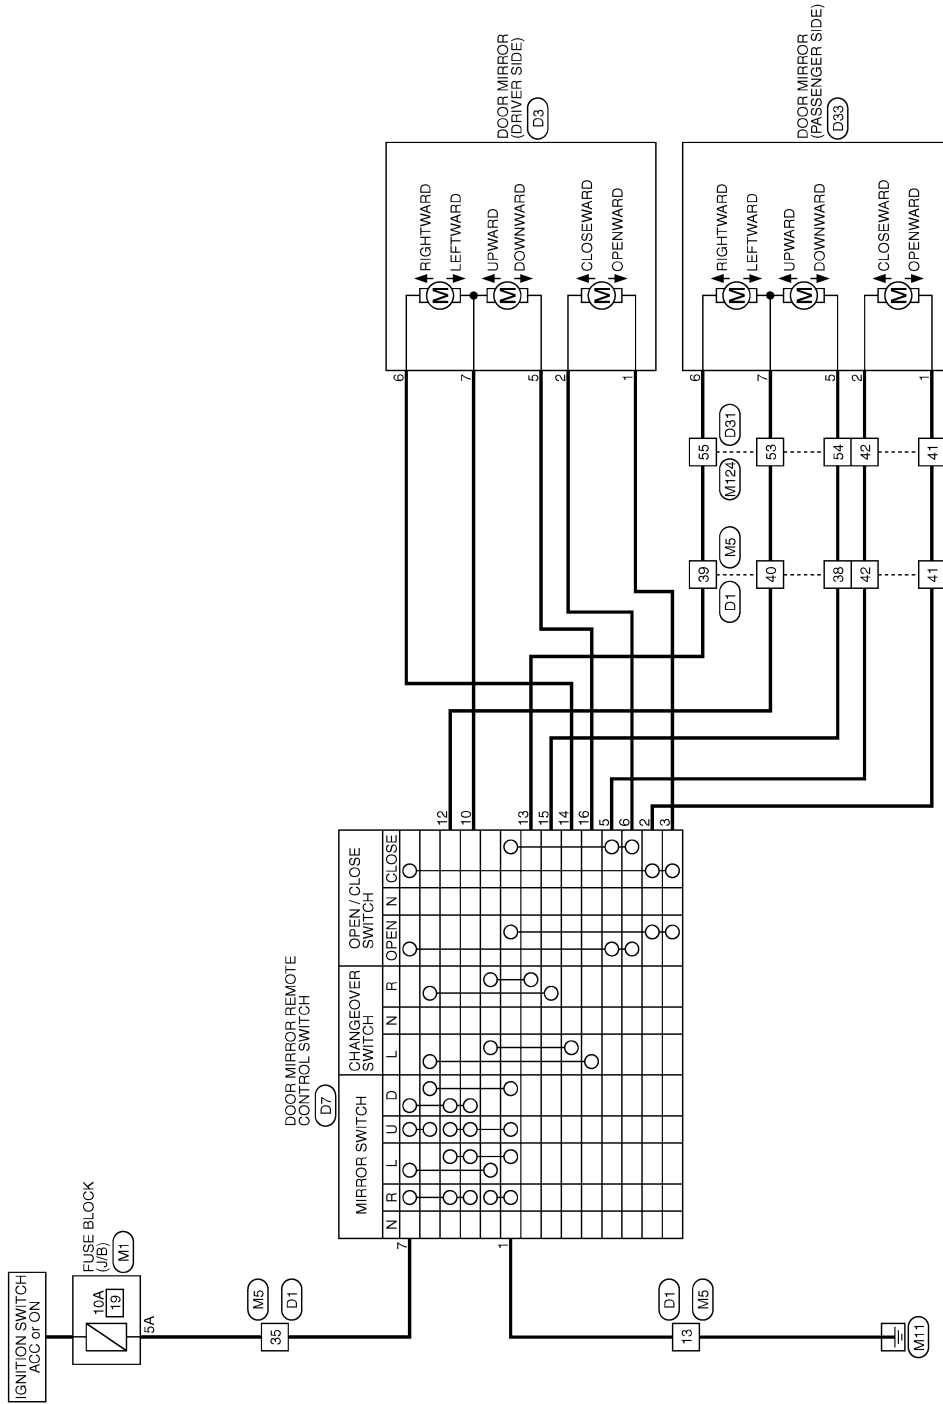 IGNITION SWITCH
ACC or ON
FUSE BLOCK
(J/B)
M1
10A
19
5A
M5
D1
35
7
1
D1
M5
13
M11
DOOR MIRROR REMOTE
CONTROL SWITCH
D7
MIRROR SWITCH
CHANGEOVER
SWITCH
OPEN / CLOSE
SWITCH
N R L U D L N R OPEN N CLOSE
12
10
13
15
14
16
5
6
2
3
DOOR MIRROR
(DRIVER SIDE)
D3
RIGHTWARD
LEFTWARD
UPWARD
DOWNWARD
CLOSEWARD
OPENWARD
M
M
M
6
7
5
2
1
DOOR MIRROR
(PASSENGER SIDE)
D33
RIGHTWARD
LEFTWARD
UPWARD
DOWNWARD
CLOSEWARD
OPENWARD
M
M
M
6
7
5
2
1
55
53
54
42
41
D31
M124
39
40
38
42
41
M5
D1